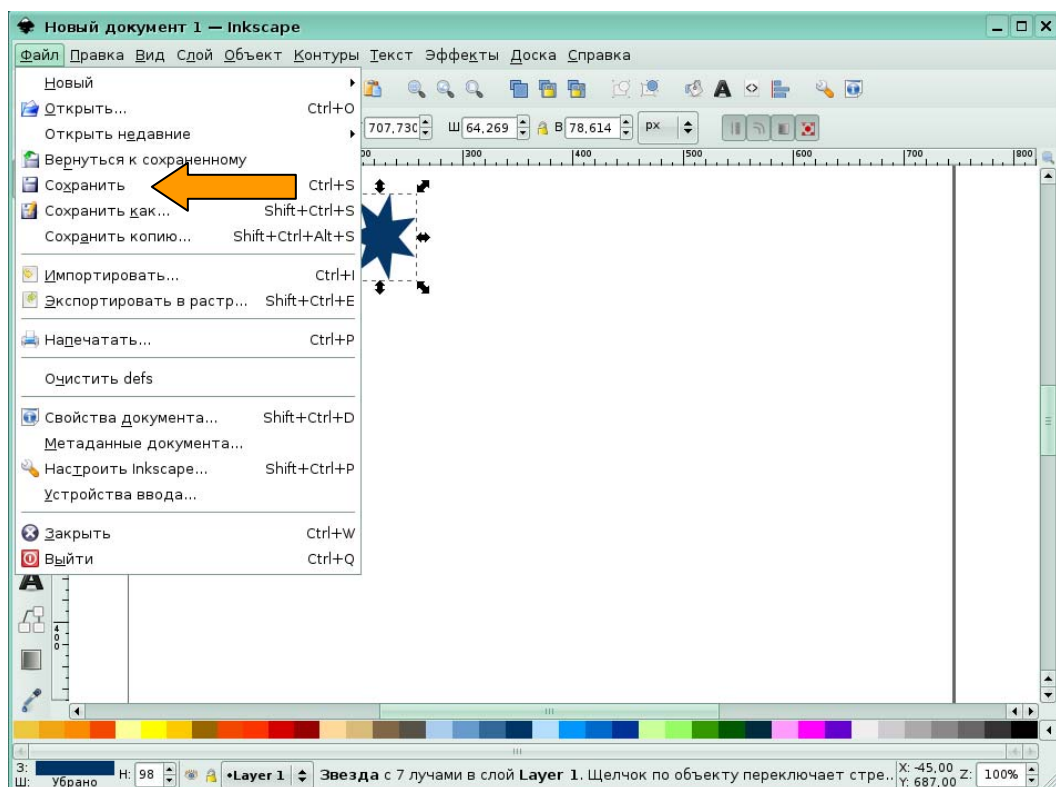 Новый документ 1 — Inkscape
Файл Правка Вид Слой Объект Контуры Текст Эффекты Доска Справка
Новый
Открыть... Ctrl+O
707,730 Ш 64,269 В 78,614 px
Открыть недавние
Вернуться к сохраненному
300 400 500 600 700 800
Сохранить Ctrl+S
Сохранить как... Shift+Ctrl+S
Сохранить копию... Shift+Ctrl+Alt+S
Импортировать... Ctrl+I
Экспортировать в растр... Shift+Ctrl+E
Напечатать... Ctrl+P
Очистить defs
Свойства документа... Shift+Ctrl+D
Метаданные документа...
Настроить Inkscape... Shift+Ctrl+P
Устройства ввода...
Закрыть Ctrl+W
Выйти Ctrl+Q
400
З:
Ш: Убрано
Н: 98 •Layer 1 Звезда с 7 лучами в слой Layer 1. Щелчок по объекту переключает стре..
X: -45,00
Y: 687,00
Z: 100%